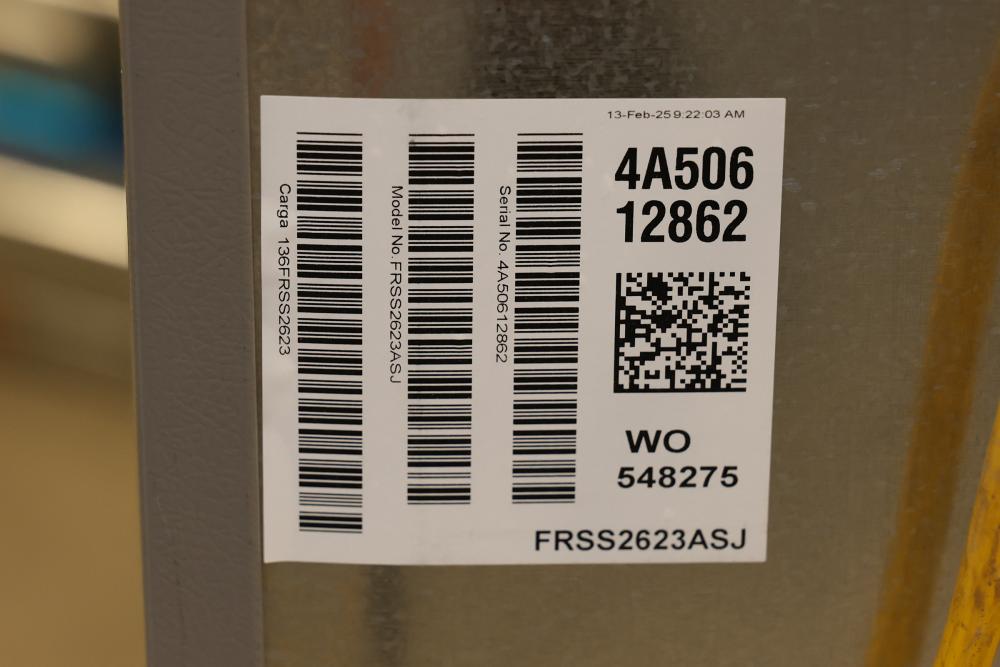 13-Feb-25 9:22:03 AM
4A506
12862
Carga 136FRSS2623
Model No. FRSS2623ASJ
Serial No. 4A50612862
WO
548275
FRSS2623ASJ